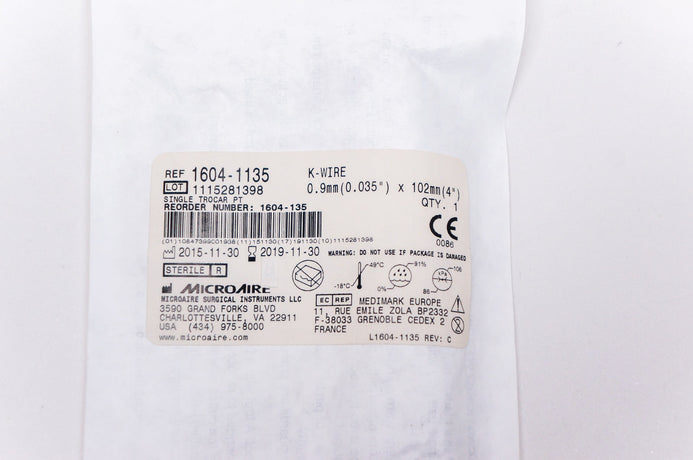 REF 1604-1135 K-WIRE
LOT 1115281398 0.9mm(0.035") x 102mm(4")
SINGLE TROCAR PT QTY. 1
REORDER NUMBER: 1604-135
CE 0086
(01)10847399001908(11)151130(17)191130(10)1115281398
2015-11-30 2019-11-30 WARNING: DO NOT USE IF PACKAGE IS DAMAGED
STERILE R -18°C 49°C 0% 91% 86 kPa 106
MICROAIRE EC REP MEDIMARK EUROPE
MICROAIRE SURGICAL INSTRUMENTS LLC 11, RUE EMILE ZOLA BP2332
3590 GRAND FORKS BLVD F-38033 GRENOBLE CEDEX 2
CHARLOTTESVILLE, VA 22911 FRANCE
USA (434) 975-8000
www.microaire.com L1604-1135 REV: C